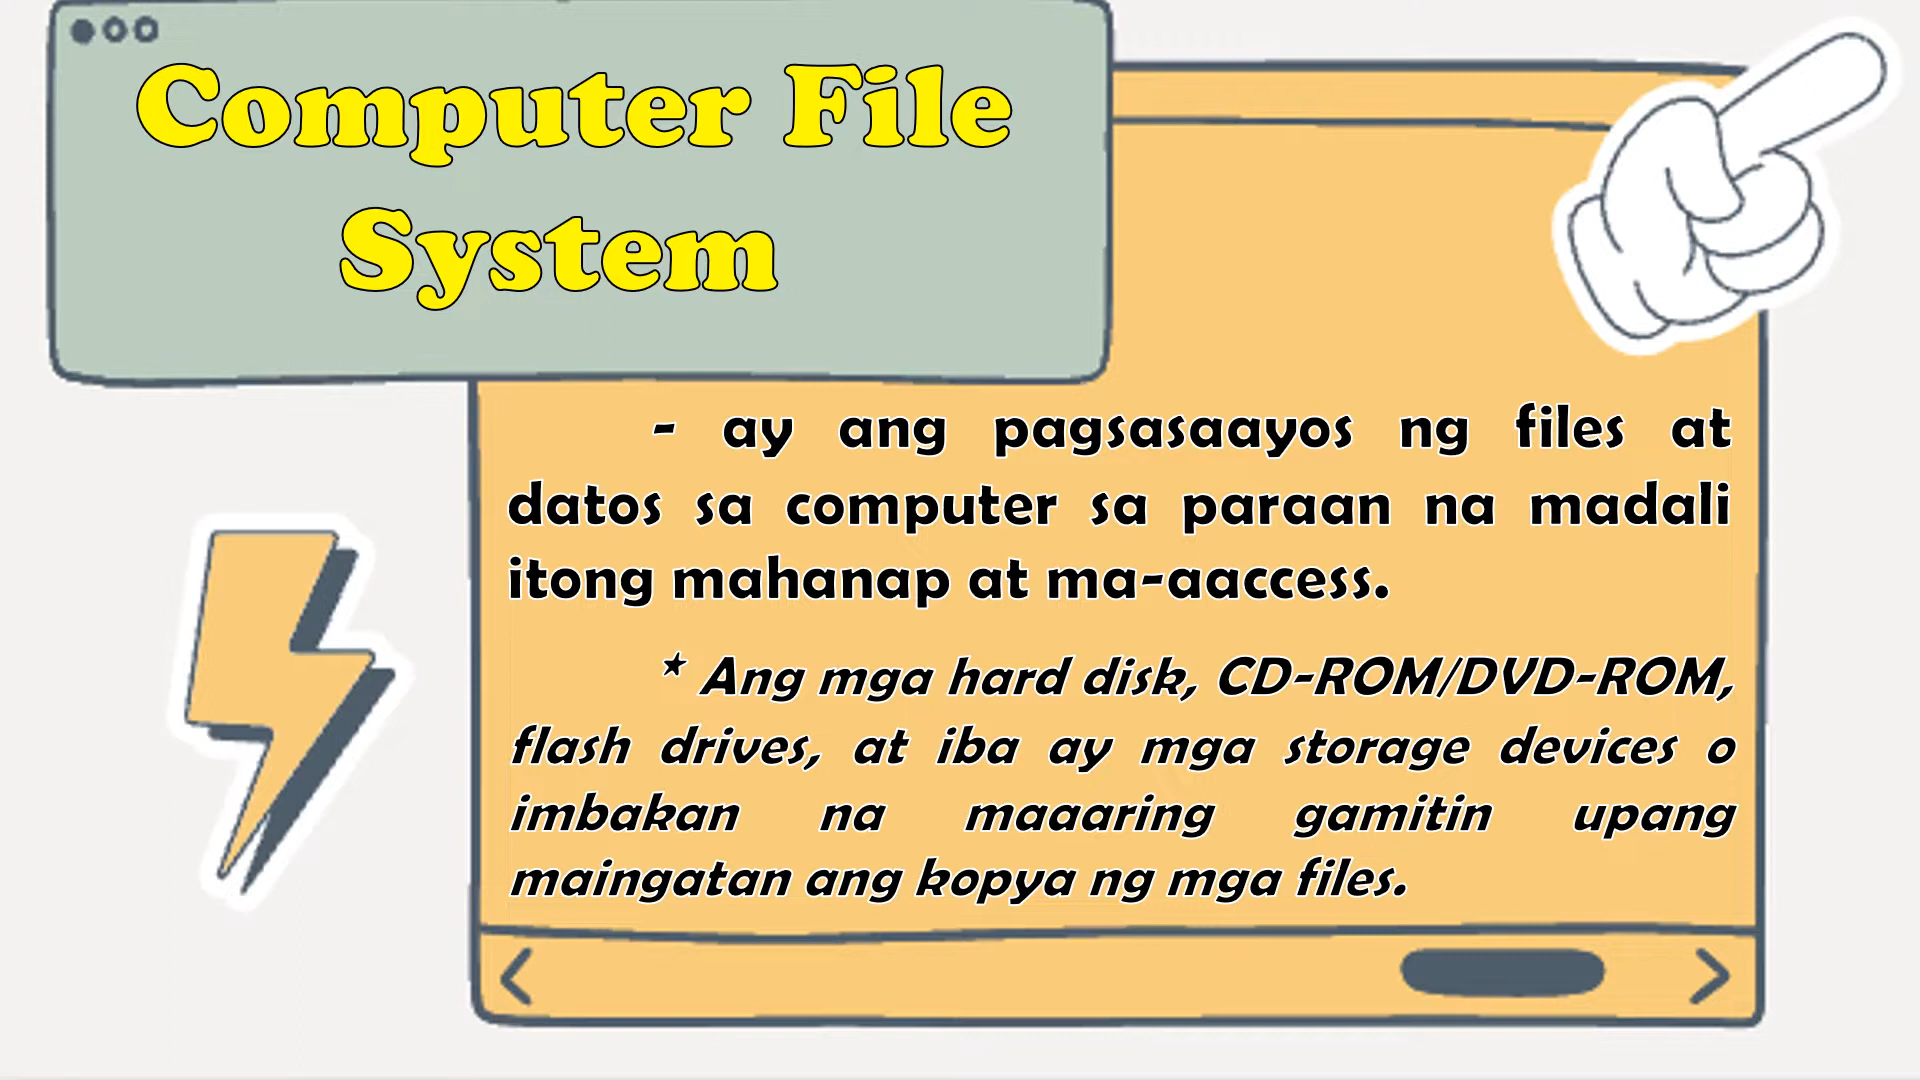 Computer File
System
- ay ang pagsasaayos ng files at
datos sa computer sa paraan na madali
itong mahanap at ma-aaccess.
* Ang mga hard disk, CD-ROM/DVD-ROM,
flash drives, at iba ay mga storage devices o
imbakan na maaaring gamitin upang
maingatan ang kopya ng mga files.